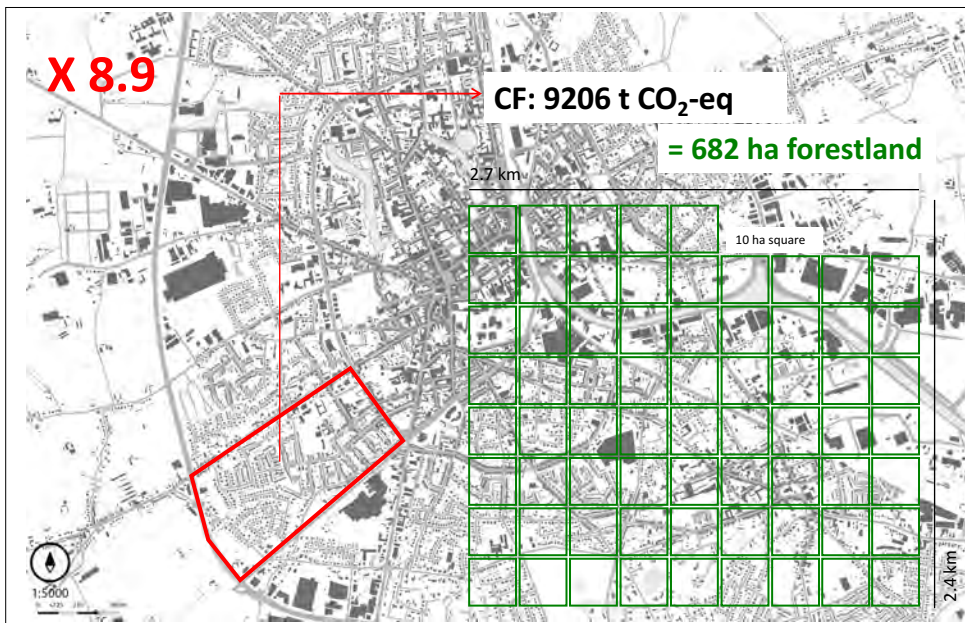 X 8.9
CF: 9206 t CO₂-eq
= 682 ha forestland
2.7 km
10 ha square
2.4 km
1:5000